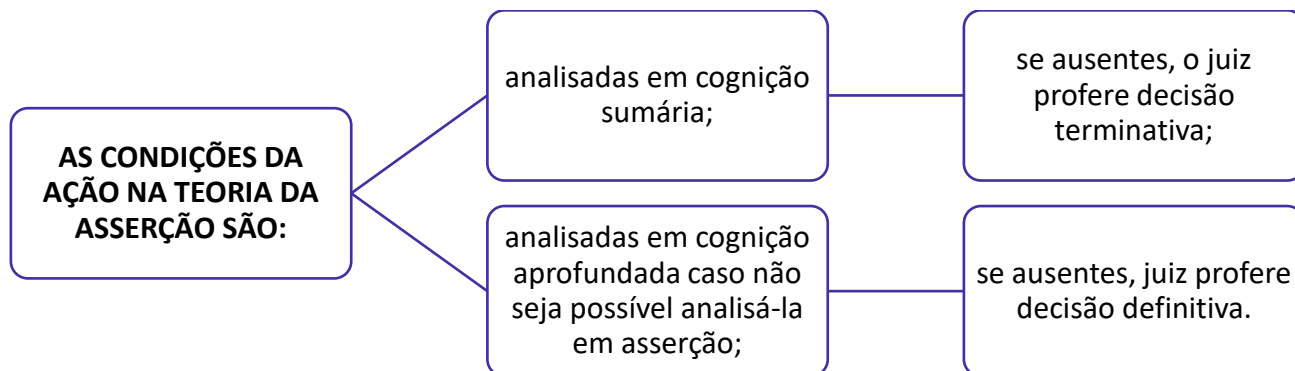 AS CONDIÇÕES DA
AÇÃO NA TEORIA DA
ASSERÇÃO SÃO:
analisadas em cognição
sumária;
se ausentes, o juiz
profere decisão
terminativa;
analisadas em cognição
aprofundada caso não
seja possível analisá-la
em asserção;
se ausentes, juiz profere
decisão definitiva.